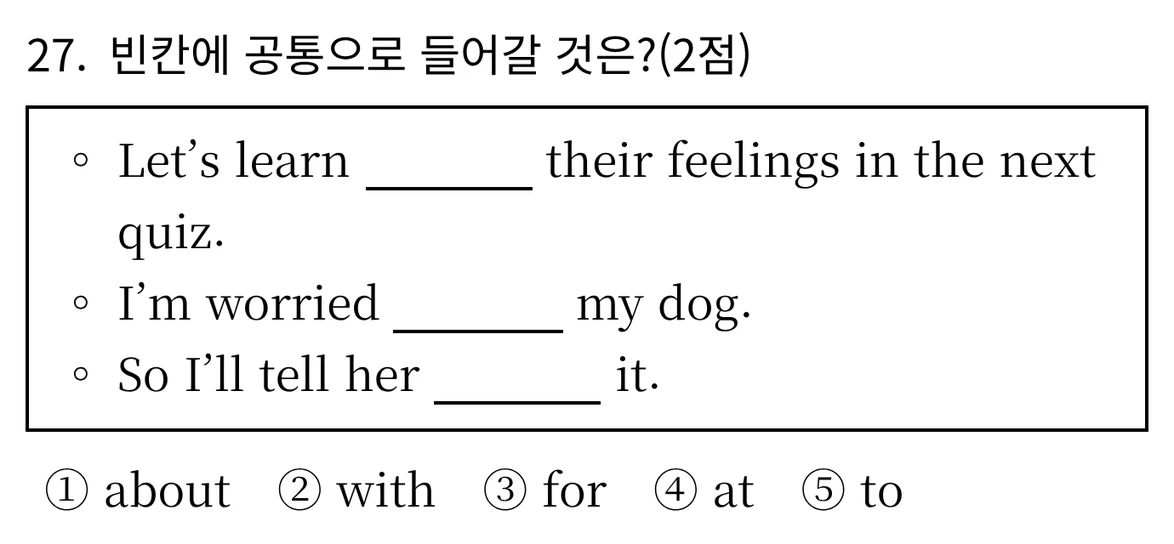 27. 빈칸에 공통으로 들어갈 것은?(2점)
◦ Let’s learn ______ their feelings in the next
quiz.
◦ I’m worried ______ my dog.
◦ So I’ll tell her ______ it.
① about ② with ③ for ④ at ⑤ to